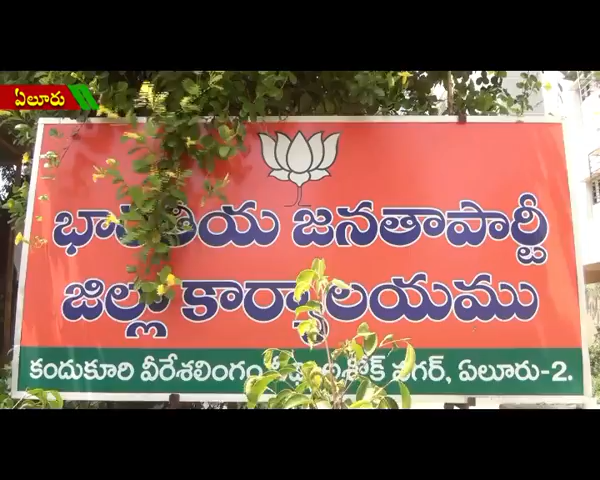 ఏలూరు
భారతీయ జనతాపార్టీ
జిల్లా కార్యాలయము
కందుకూరి వీరేశలింగం అశోక్ నగర్, ఏలూరు-2.